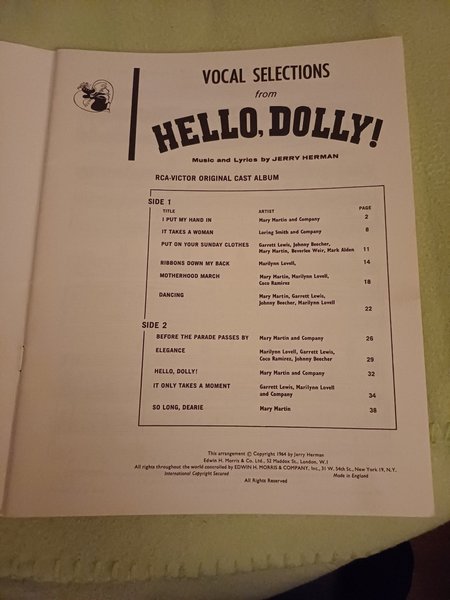 VOCAL SELECTIONS
from
HELLO, DOLLY!
Music and Lyrics by JERRY HERMAN
RCA-VICTOR ORIGINAL CAST ALBUM
SIDE 1
TITLE ARTIST PAGE
I PUT MY HAND IN Mary Martin and Company 2
IT TAKES A WOMAN Loring Smith and Company 8
PUT ON YOUR SUNDAY CLOTHES Garrett Lewis, Johnny Beecher,
Mary Martin, Beverlee Weir, Mark Alden 11
RIBBONS DOWN MY BACK Marilynn Lovell, 14
MOTHERHOOD MARCH Mary Martin, Marilynn Lovell,
Coco Ramirez 18
DANCING Mary Martin, Garrett Lewis,
Johnny Beecher, Marilynn Lovell
22
SIDE 2
BEFORE THE PARADE PASSES BY Mary Martin and Company 26
ELEGANCE Marilynn Lovell, Garrett Lewis,
Coco Ramirez, Johnny Beecher 29
HELLO, DOLLY! Mary Martin and Company 32
IT ONLY TAKES A MOMENT Garrett Lewis, Marilynn Lovell
and Company 34
SO LONG, DEARIE Mary Martin 38
This arrangement © Copyright 1964 by Jerry Herman
Edwin H. Morris & Co. Ltd., 52 Maddox St., London, W.1
All rights throughout the world controlled by EDWIN H. MORRIS & COMPANY, Inc., 31 W. 54th St., New York 19, N.Y.
International Copyright Secured Made in England
All Rights Reserved